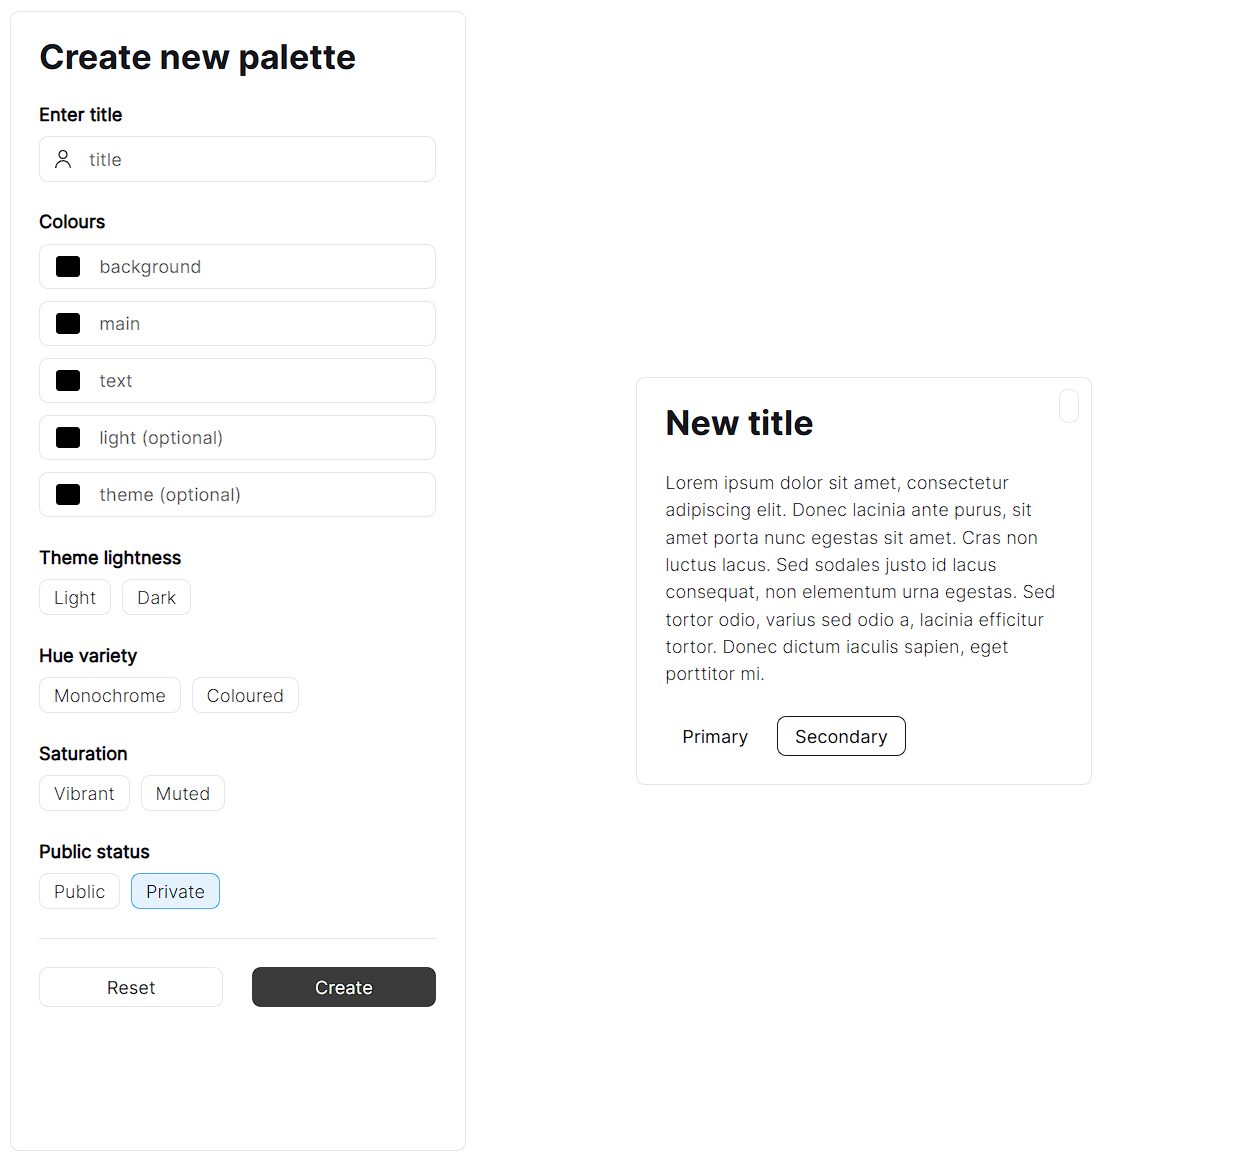 Create new palette
Enter title
title
Colours
background
main
text
light (optional)
theme (optional)
Theme lightness
Light Dark
Hue variety
Monochrome Coloured
Saturation
Vibrant Muted
Public status
Public Private
Reset Create
New title
Lorem ipsum dolor sit amet, consectetur
adipiscing elit. Donec lacinia ante purus, sit
amet porta nunc egestas sit amet. Cras non
luctus lacus. Sed sodales justo id lacus
consequat, non elementum urna egestas. Sed
tortor odio, varius sed odio a, lacinia efficitur
tortor. Donec dictum iaculis sapien, eget
porttitor mi.
Primary Secondary